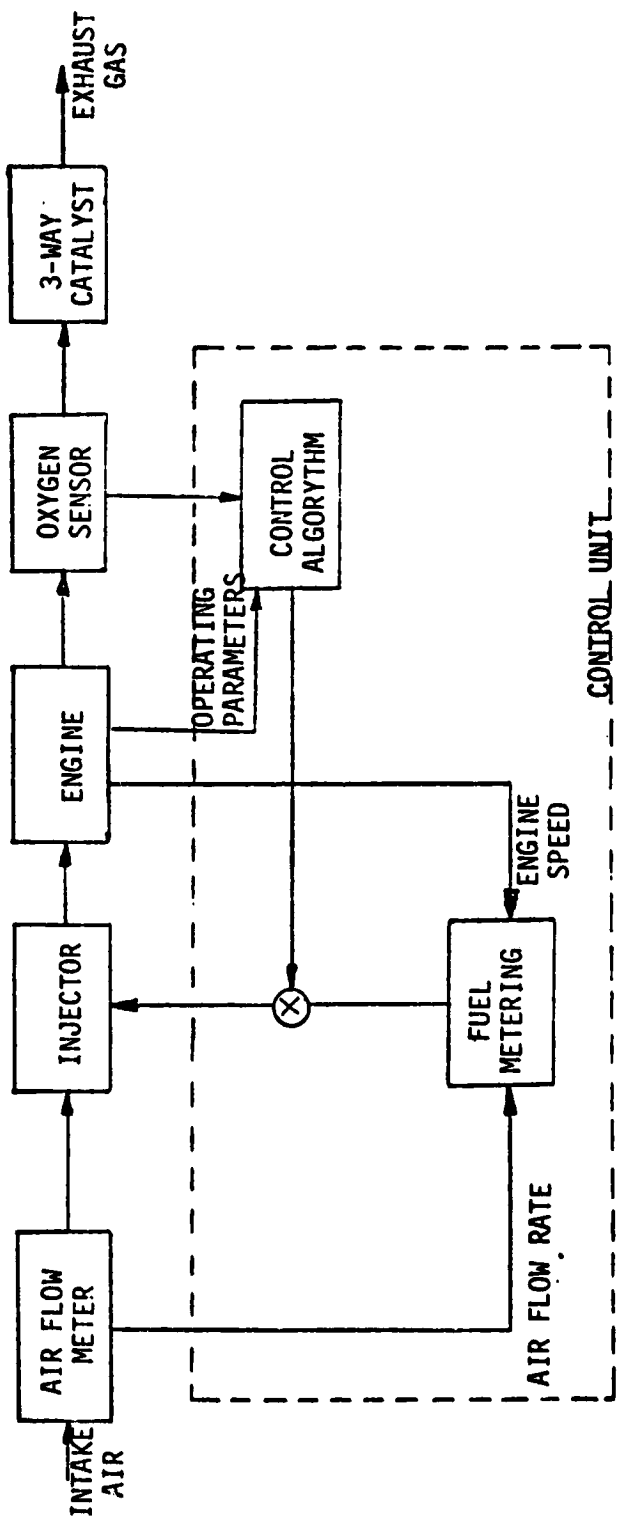 INTAKE
AIR
AIR FLOW
METER
INJECTOR
ENGINE
OXYGEN
SENSOR
3-WAY
CATALYST
EXHAUST
GAS
OPERATING
PARAMETERS
CONTROL
ALGORYTHM
X
FUEL
METERING
ENGINE
SPEED
AIR FLOW RATE
CONTROL UNIT